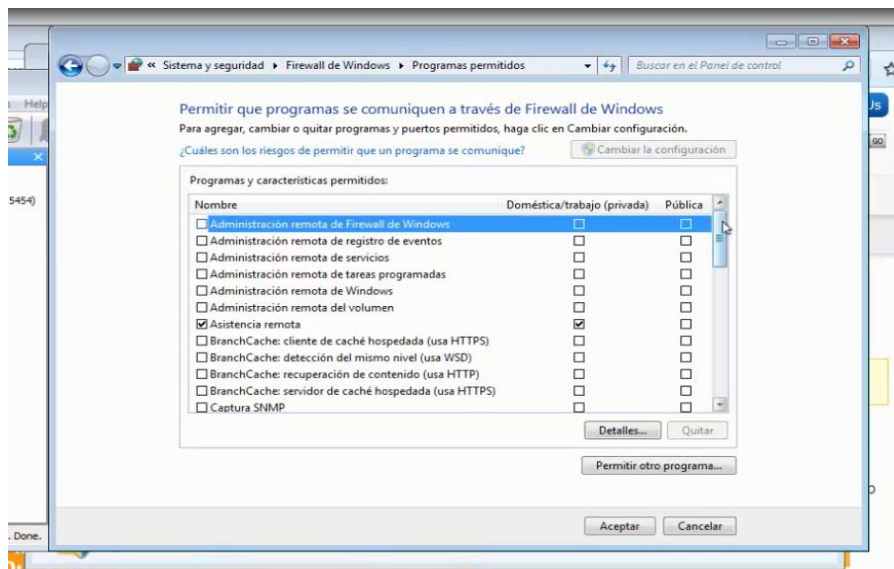 « Sistema y seguridad ▸ Firewall de Windows ▸ Programas permitidos
Buscar en el Panel de control
Help
Us
GO
Permitir que programas se comuniquen a través de Firewall de Windows
Para agregar, cambiar o quitar programas y puertos permitidos, haga clic en Cambiar configuración.
¿Cuáles son los riesgos de permitir que un programa se comunique?
Cambiar la configuración
Programas y características permitidos:
5454)
Nombre Doméstica/trabajo (privada) Pública
Administración remota de Firewall de Windows
Administración remota de registro de eventos
Administración remota de servicios
Administración remota de tareas programadas
Administración remota de Windows
Administración remota del volumen
Asistencia remota
BranchCache: cliente de caché hospedada (usa HTTPS)
BranchCache: detección del mismo nivel (usa WSD)
BranchCache: recuperación de contenido (usa HTTP)
BranchCache: servidor de caché hospedada (usa HTTPS)
Captura SNMP
Detalles... Quitar
Permitir otro programa...
Aceptar Cancelar
. Done.